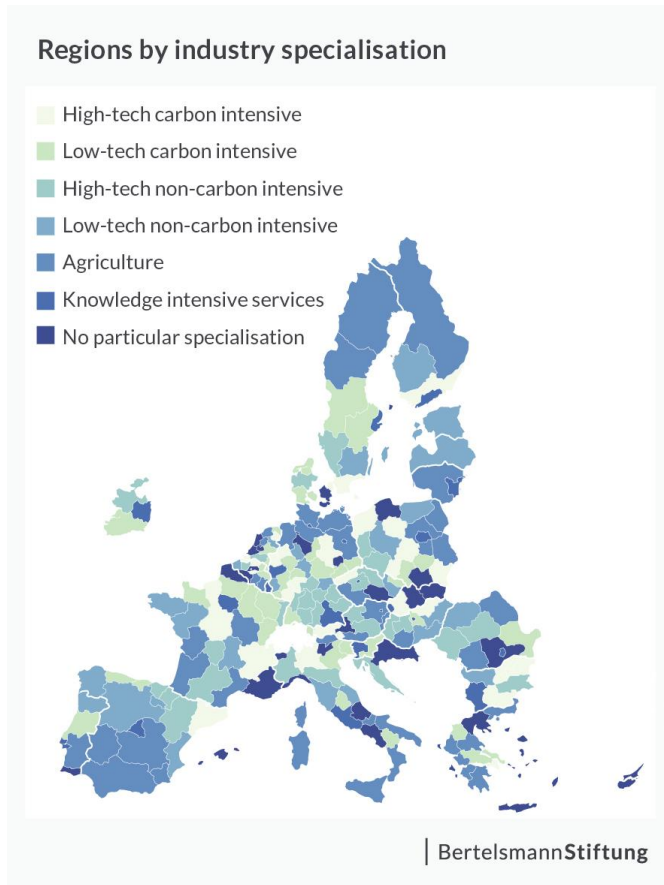 Regions by industry specialisation
High-tech carbon intensive
Low-tech carbon intensive
High-tech non-carbon intensive
Low-tech non-carbon intensive
Agriculture
Knowledge intensive services
No particular specialisation
BertelsmannStiftung